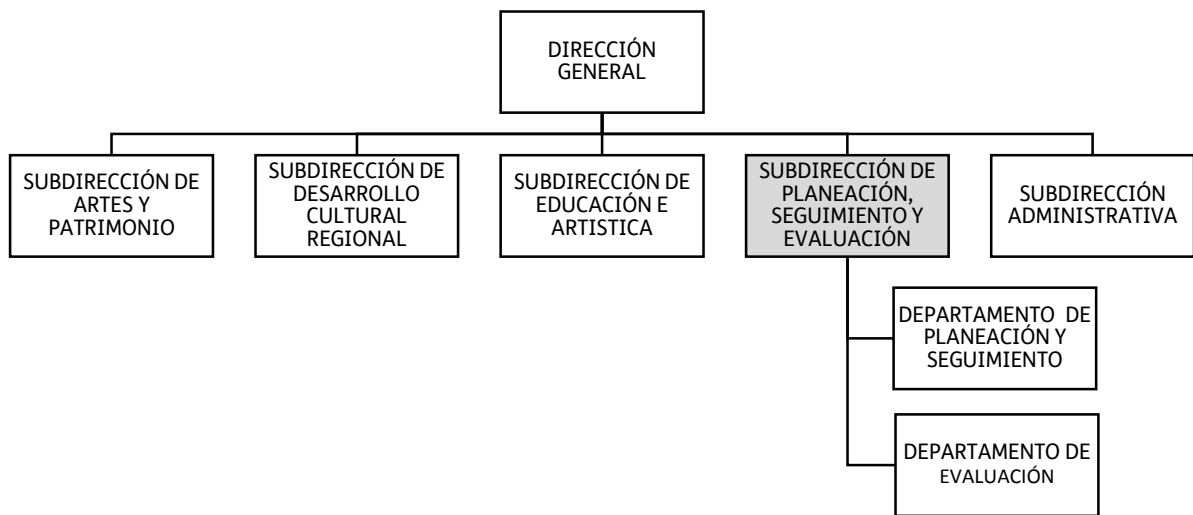 DIRECCIÓN
GENERAL
SUBDIRECCIÓN DE
ARTES Y
PATRIMONIO
SUBDIRECCIÓN DE
DESARROLLO
CULTURAL
REGIONAL
SUBDIRECCIÓN DE
EDUCACIÓN E
ARTISTICA
SUBDIRECCIÓN DE
PLANEACIÓN,
SEGUIMIENTO Y
EVALUACIÓN
SUBDIRECCIÓN
ADMINISTRATIVA
DEPARTAMENTO DE
PLANEACIÓN Y
SEGUIMIENTO
DEPARTAMENTO DE
EVALUACIÓN